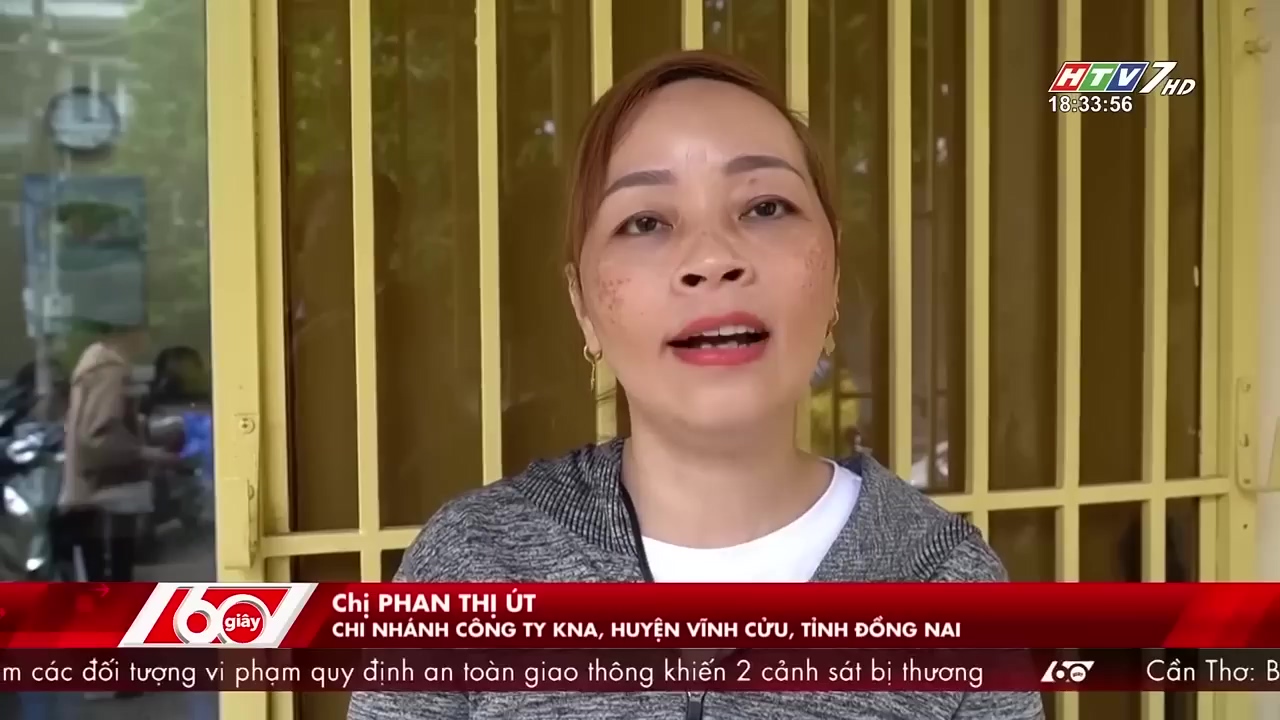 HTV7HD
18:33:56
60 giây
Chị PHAN THỊ ÚT
CHI NHÁNH CÔNG TY KNA, HUYỆN VĨNH CỬU, TỈNH ĐỒNG NAI
m các đối tượng vi phạm quy định an toàn giao thông khiến 2 cảnh sát bị thương 60 giây Cần Thơ: B